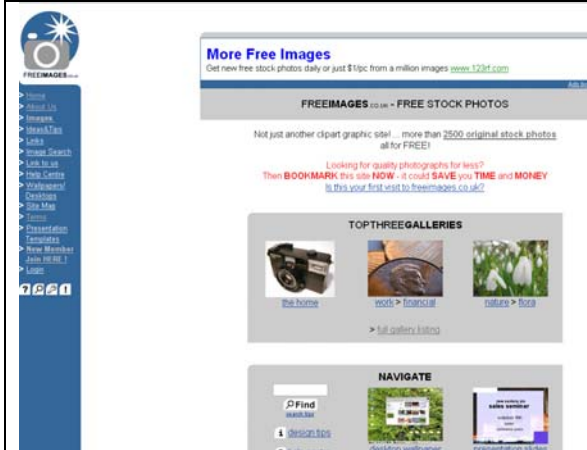 FREEIMAGES.co.uk
> Home
> About Us
> Images
> Ideas&Tips
> Links
> Image Search
> Link to us
> Help Centre
> Wallpapers/
Desktops
> Site Map
> Terms
> Presentation
Templates
> New Member
Join HERE !
> Login
More Free Images
Get new free stock photos daily or just $1/pc from a million images www.123rf.com
FREEIMAGES.co.uk - FREE STOCK PHOTOS
Not just another clipart graphic site! ... more than 2500 original stock photos
all for FREE!
Looking for quality photographs for less?
Then BOOKMARK this site NOW - it could SAVE you TIME and MONEY
Is this your first visit to freeimages.co.uk?
TOPTHREEGALLERIES
the home
work > financial
nature > flora
> full gallery listing
NAVIGATE
Find
search tips
design tips
desktop wallpaper
sales seminar
presentation slides